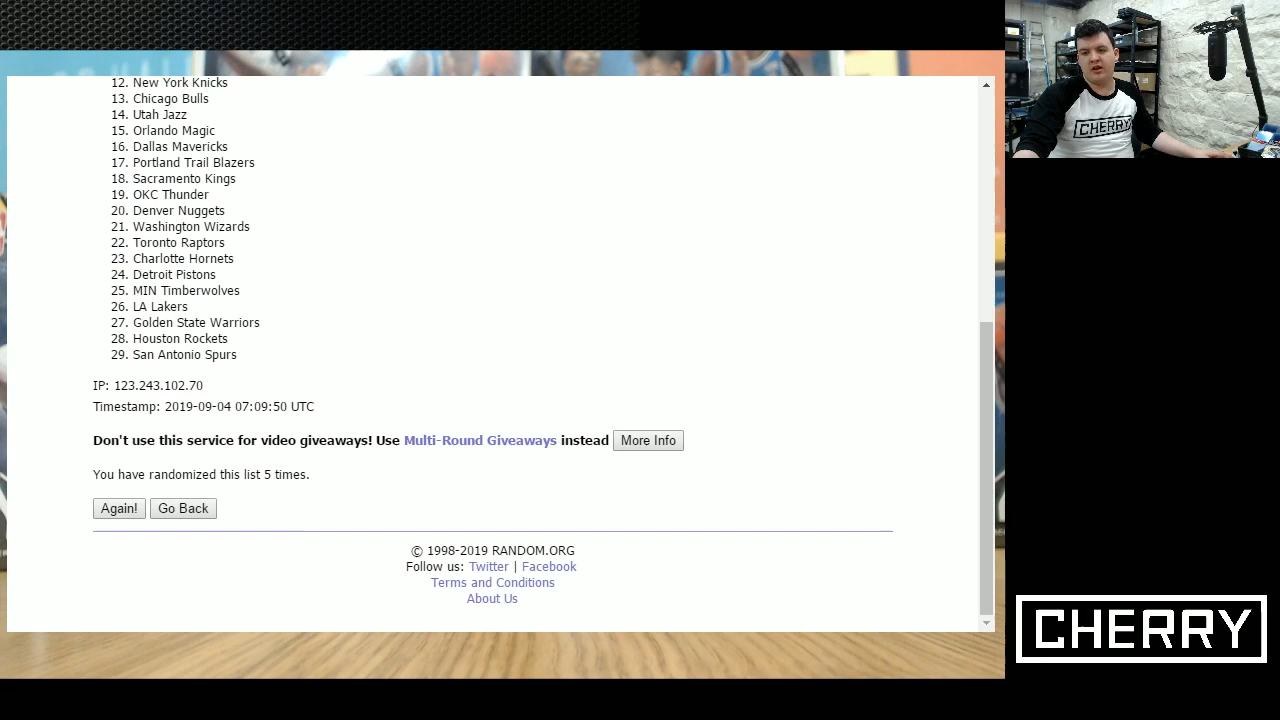 12. New York Knicks
13. Chicago Bulls
14. Utah Jazz
15. Orlando Magic
16. Dallas Mavericks
17. Portland Trail Blazers
18. Sacramento Kings
19. OKC Thunder
20. Denver Nuggets
21. Washington Wizards
22. Toronto Raptors
23. Charlotte Hornets
24. Detroit Pistons
25. MIN Timberwolves
26. LA Lakers
27. Golden State Warriors
28. Houston Rockets
29. San Antonio Spurs
IP: 123.243.102.70
Timestamp: 2019-09-04 07:09:50 UTC
Don't use this service for video giveaways! Use Multi-Round Giveaways instead More Info
You have randomized this list 5 times.
Again! Go Back
© 1998-2019 RANDOM.ORG
Follow us: Twitter | Facebook
Terms and Conditions
About Us
CHERRY
CHERRY